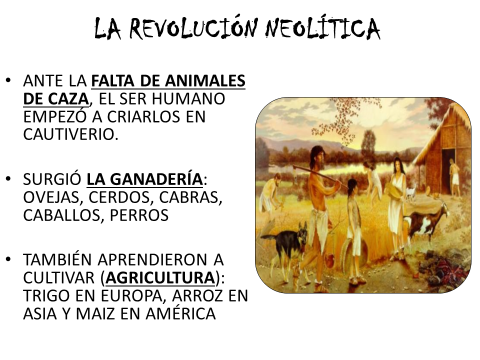 LA REVOLUCIÓN NEOLÍTICA
• ANTE LA FALTA DE ANIMALES
DE CAZA, EL SER HUMANO
EMPEZÓ A CRIARLOS EN
CAUTIVERIO.
• SURGIÓ LA GANADERÍA:
OVEJAS, CERDOS, CABRAS,
CABALLOS, PERROS
• TAMBIÉN APRENDIERON A
CULTIVAR (AGRICULTURA):
TRIGO EN EUROPA, ARROZ EN
ASIA Y MAIZ EN AMÉRICA